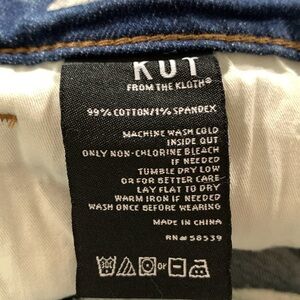 KUT
FROM THE KLOTH®
99% COTTON/1% SPANDEX
MACHINE WASH COLD
INSIDE OUT
ONLY NON-CHLORINE BLEACH
IF NEEDED
TUMBLE DRY LOW
OR FOR BETTER CARE
LAY FLAT TO DRY
WARM IRON IF NEEDED
WASH ONCE BEFORE WEARING
MADE IN CHINA
RN# 58539
or